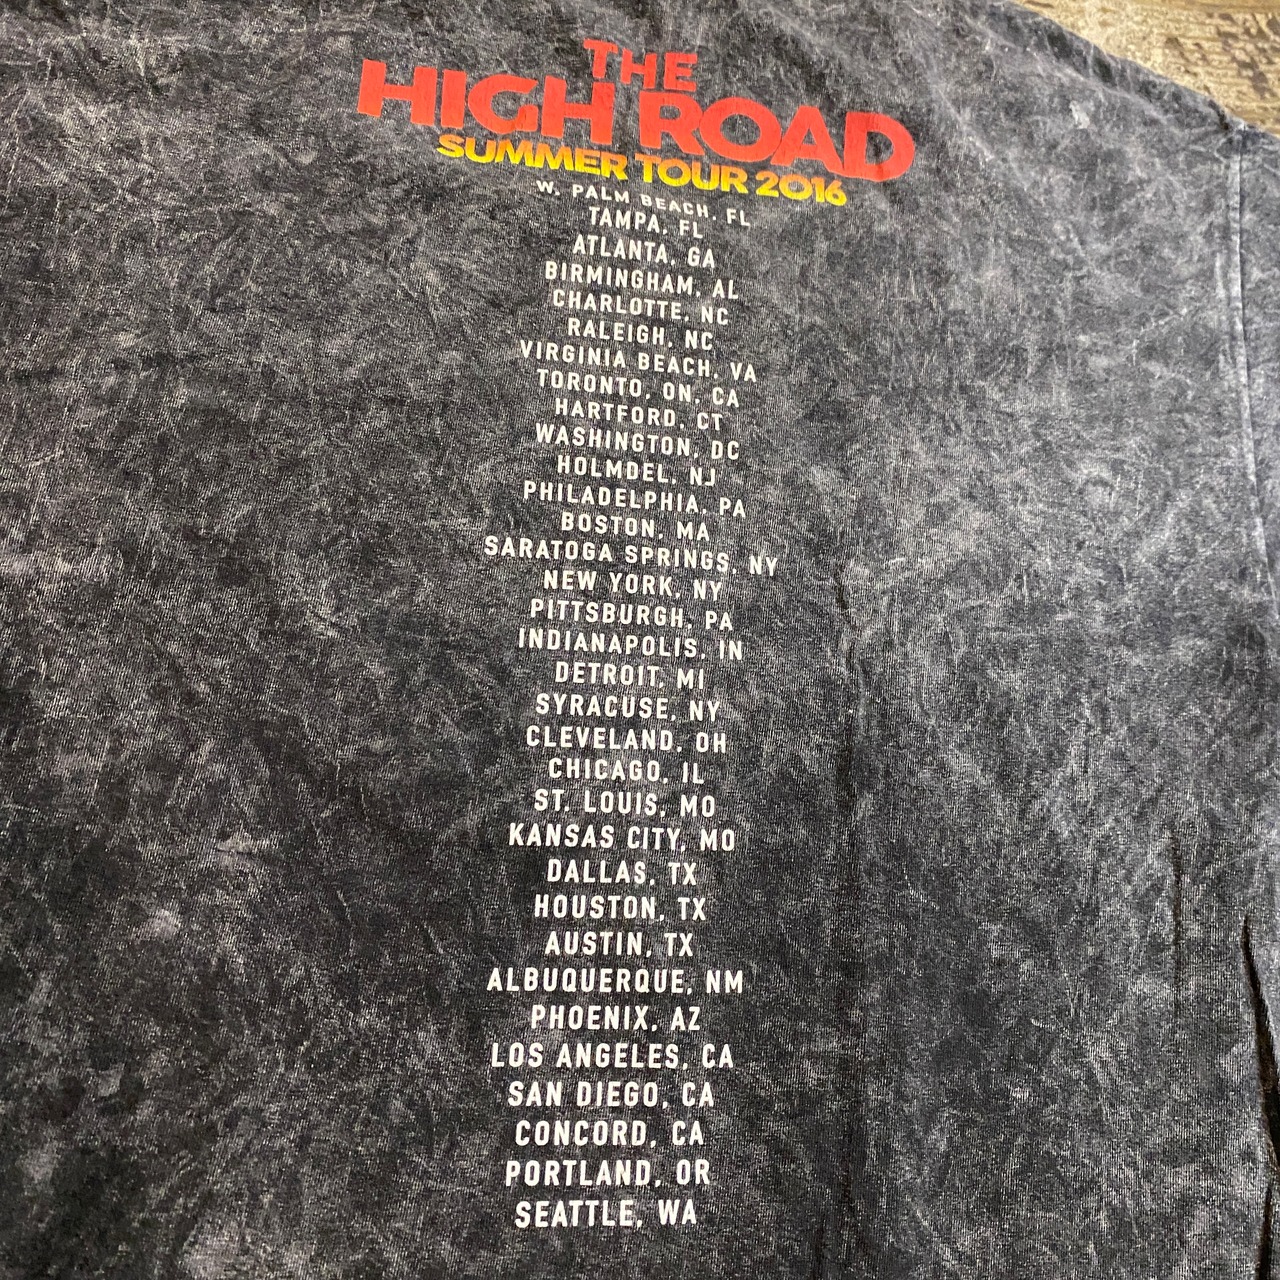 THE
HIGH ROAD
SUMMER TOUR 2016
W. PALM BEACH, FL
TAMPA, FL
ATLANTA, GA
BIRMINGHAM, AL
CHARLOTTE, NC
RALEIGH, NC
VIRGINIA BEACH, VA
TORONTO, ON, CA
HARTFORD, CT
WASHINGTON, DC
HOLMDEL, NJ
PHILADELPHIA, PA
BOSTON, MA
SARATOGA SPRINGS, NY
NEW YORK, NY
PITTSBURGH, PA
INDIANAPOLIS, IN
DETROIT, MI
SYRACUSE, NY
CLEVELAND, OH
CHICAGO, IL
ST. LOUIS, MO
KANSAS CITY, MO
DALLAS, TX
HOUSTON, TX
AUSTIN, TX
ALBUQUERQUE, NM
PHOENIX, AZ
LOS ANGELES, CA
SAN DIEGO, CA
CONCORD, CA
PORTLAND, OR
SEATTLE, WA